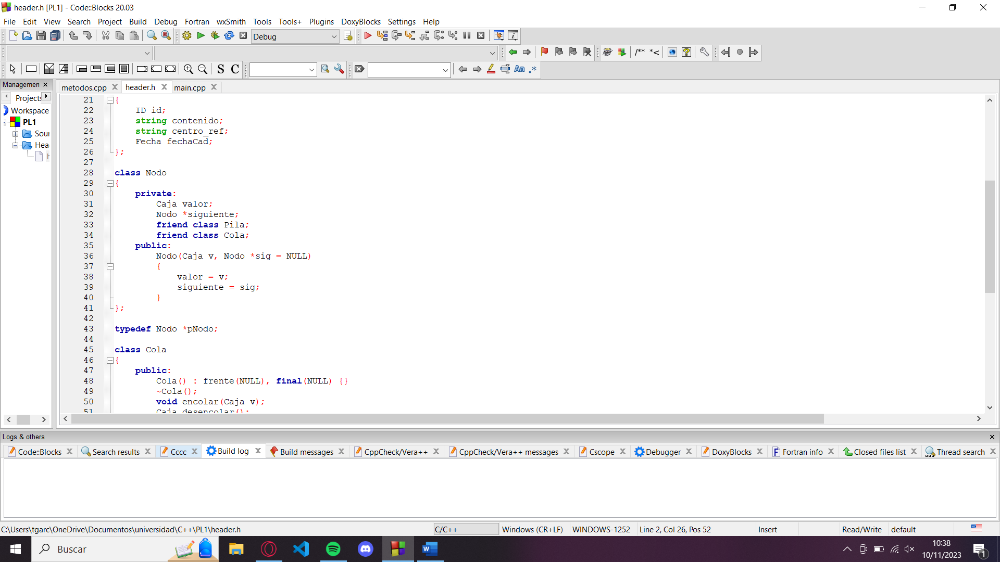 header.h [PL1] - Code::Blocks 20.03
File Edit View Search Project Build Debug Fortran wxSmith Tools Tools+ Plugins DoxyBlocks Settings Help
Debug
/** *<
S C
Aa .*
Managemen
metodos.cpp header.h main.cpp
Projects
Workspace
PL1
Sour
Hea
h
21 {
22 ID id;
23 string contenido;
24 string centro_ref;
25 Fecha fechaCad;
26 };
27
28 class Nodo
29 {
30 private:
31 Caja valor;
32 Nodo *siguiente;
33 friend class Pila;
34 friend class Cola;
35 public:
36 Nodo(Caja v, Nodo *sig = NULL)
37 {
38 valor = v;
39 siguiente = sig;
40 }
41 };
42
43 typedef Nodo *pNodo;
44
45 class Cola
46 {
47 public:
48 Cola() : frente(NULL), final(NULL) {}
49 ~Cola();
50 void encolar(Caja v);
51 Caja desencolar();
Logs & others
Code::Blocks Search results Cccc Build log Build messages CppCheck/Vera++ CppCheck/Vera++ messages Cscope Debugger DoxyBlocks Fortran info Closed files list Thread search
C:\Users\tgarc\OneDrive\Documentos\universidad\C++\PL1\header.h C/C++ Windows (CR+LF) WINDOWS-1252 Line 2, Col 26, Pos 52 Insert Read/Write default
Buscar
10:38
10/11/2023
1